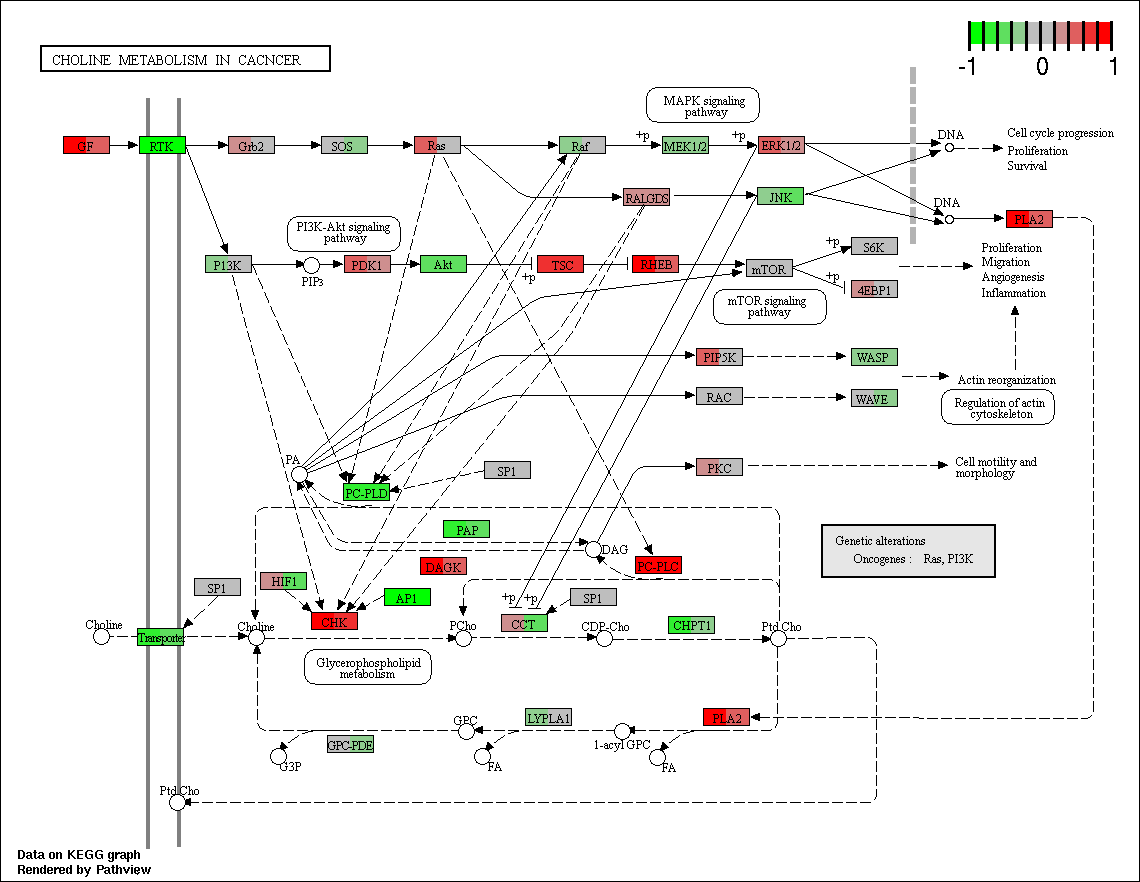 CHOLINE METABOLISM IN CACNCER
-1 0 1
MAPK signaling
pathway
GF
RTK
Grb2
SOS
Ras
Raf
+p
MEK1/2
+p
ERK1/2
DNA
Cell cycle progression
Proliferation
Survival
RALGDS
JNK
DNA
PLA2
PI3K-Akt signaling
pathway
P13K
PIP3
PDK1
Akt
+p
TSC
RHEB
mTOR
+p
S6K
+p
4EBP1
Proliferation
Migration
Angiogenesis
Inflammation
mTOR signaling
pathway
PIP5K
WASP
RAC
WAVE
Actin reorganization
Regulation of actin
cytoskeleton
PA
SP1
PKC
Cell motility and
morphology
PC-PLD
PAP
DAG
DAGK
PC-PLC
Genetic alterations
Oncogenes : Ras, PI3K
SP1
HIF1
AP1
+p
+p
SP1
Choline
Transporter
Choline
CHK
PCho
CCT
CDP-Cho
CHPT1
Ptd Cho
Glycerophospholipid
metabolism
GPC
LYPLA1
PLA2
GPC-PDE
1-acyl GPC
G3P
FA
FA
Ptd Cho
Data on KEGG graph
Rendered by Pathview